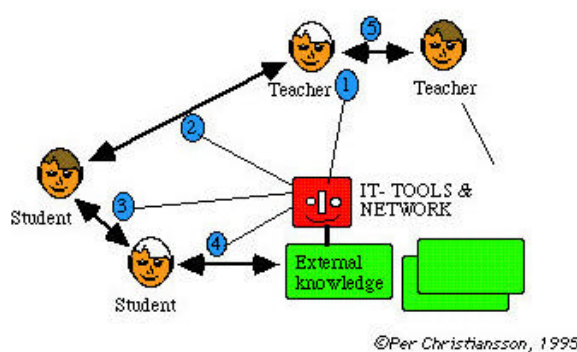 5
Teacher
1
Teacher
2
Student
3
IT- TOOLS &
NETWORK
4
Student
External
knowledge
©Per Christiansson, 1995